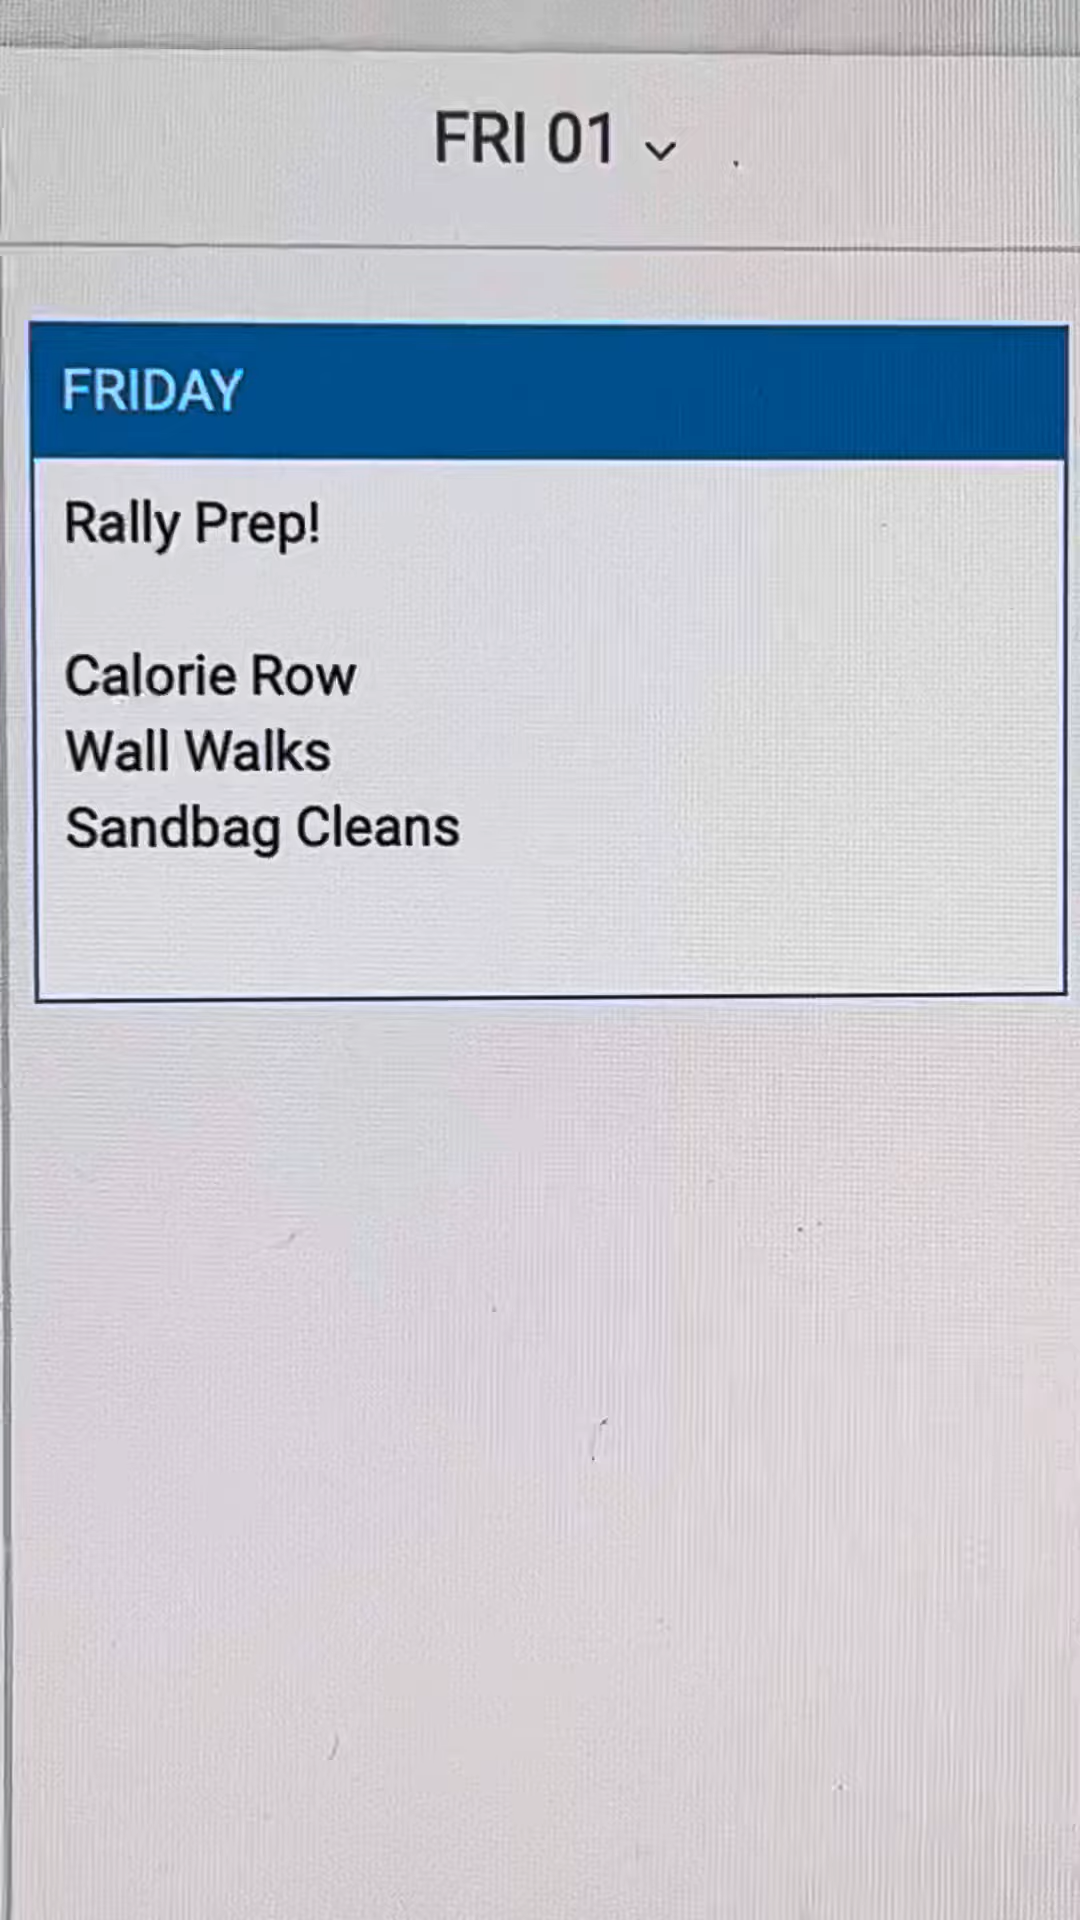 FRI 01
FRIDAY
Rally Prep!
Calorie Row
Wall Walks
Sandbag Cleans